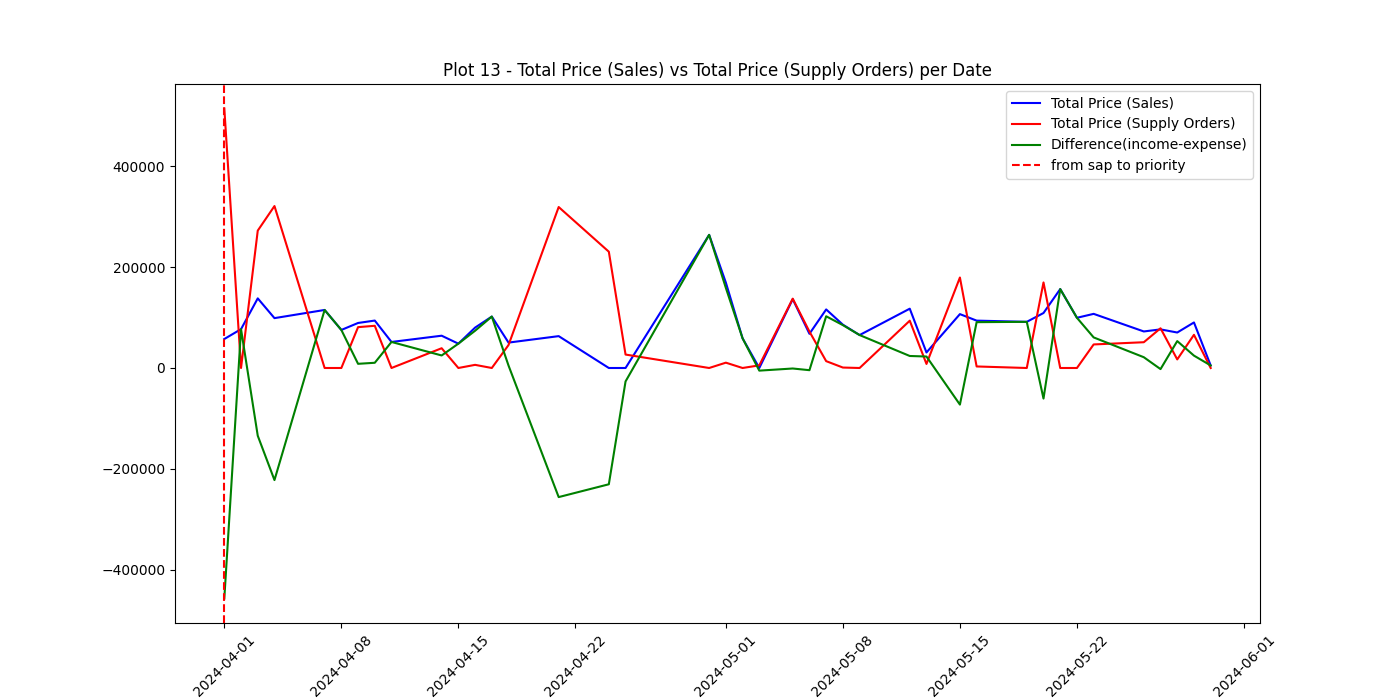 Plot 13 - Total Price (Sales) vs Total Price (Supply Orders) per Date
Total Price (Sales)
Total Price (Supply Orders)
Difference(income-expense)
from sap to priority
400000
200000
0
−200000
−400000
2024-04-01
2024-04-08
2024-04-15
2024-04-22
2024-05-01
2024-05-08
2024-05-15
2024-05-22
2024-06-01